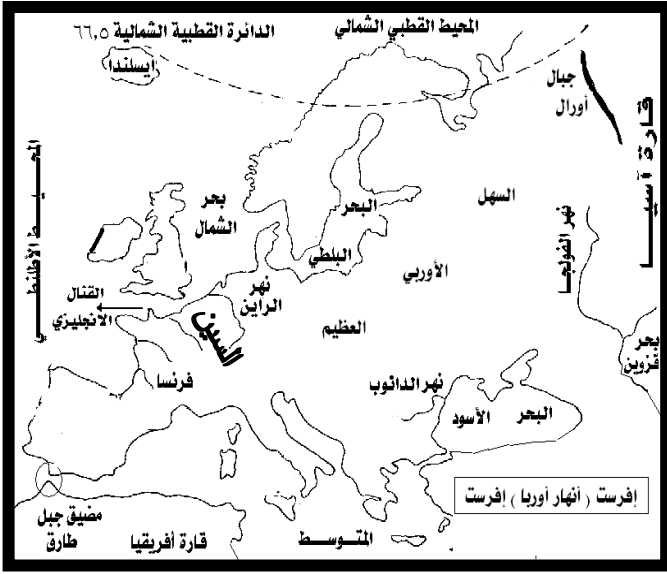 المحيط القطبي الشمالي
الدائرة القطبية الشمالية ٦٦,٥
ايسلندا
جبال
أورال
قارة آسيا
المحيط الأطلنطي
بحر
الشمال
البحر
البلطي
السهل
الأوربي
العظيم
نهر الفولجا
نهر
الراين
القنال
الانجليزي
السين
بحر
قزوين
فرنسا
نهر الدانوب
البحر
الأسود
إفرست ( أنهار أوربا ) إفرست
مضيق جبل
طارق
قارة أفريقيا
المتوسط